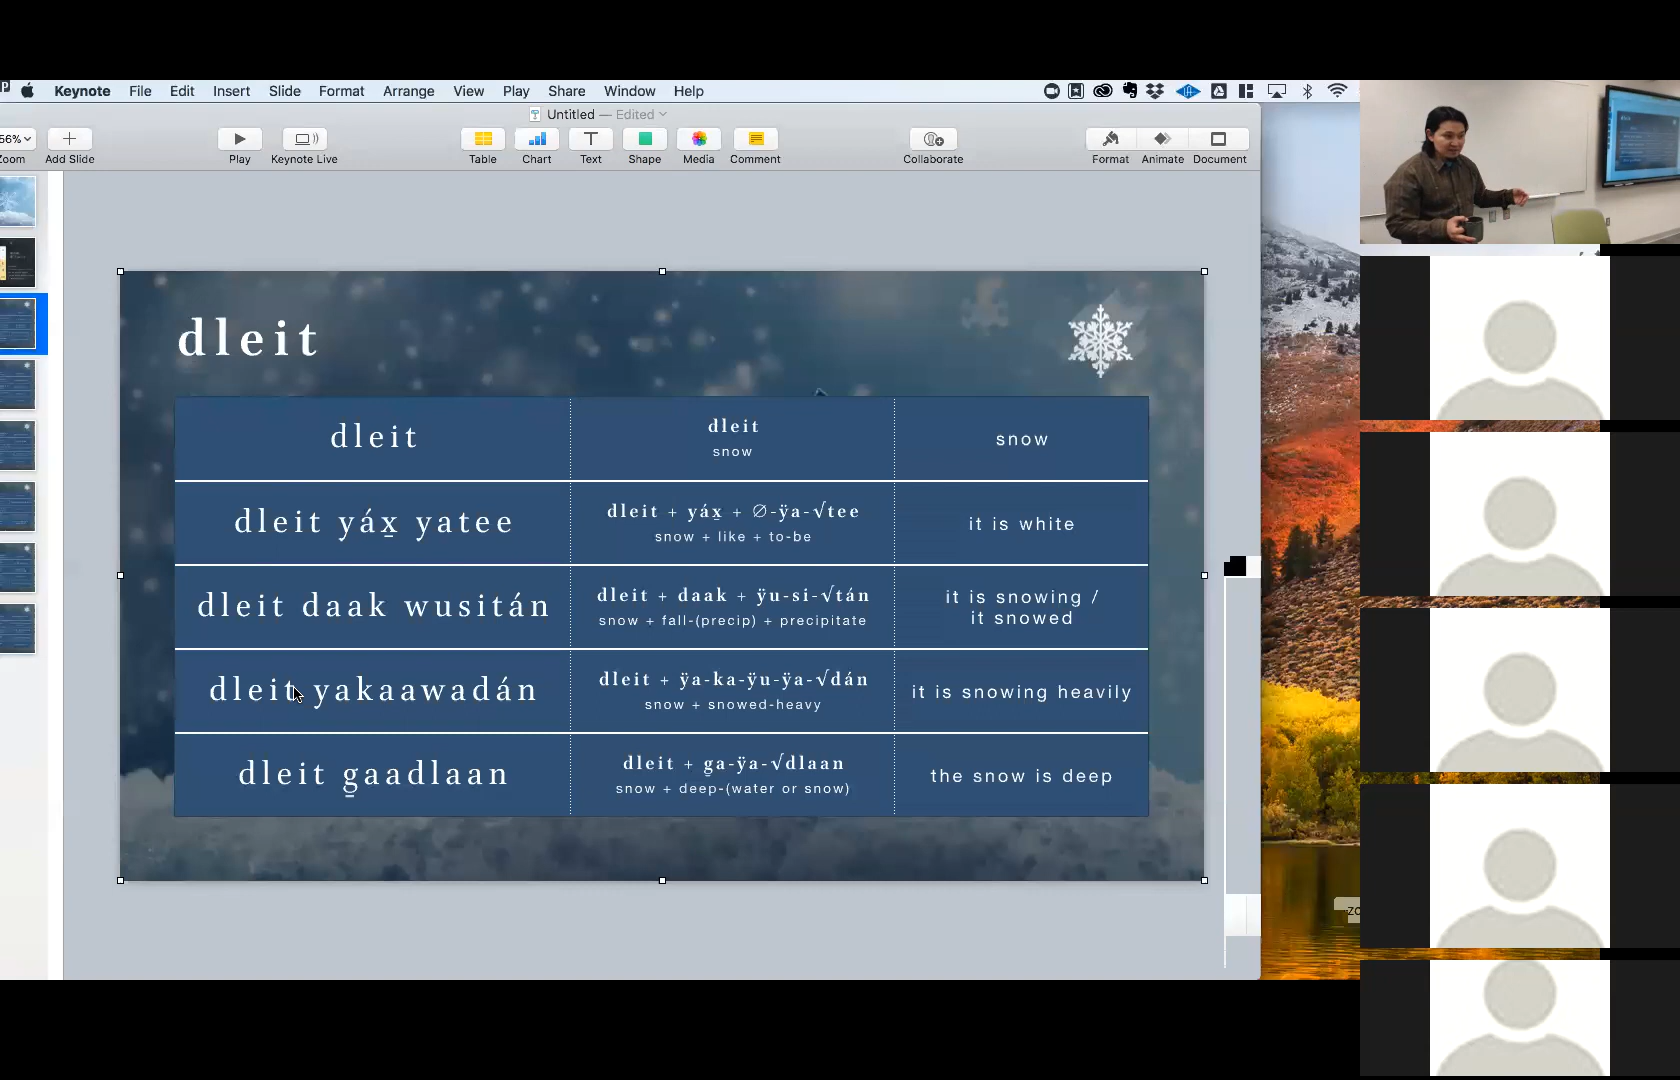 Keynote File Edit Insert Slide Format Arrange View Play Share Window Help
Untitled — Edited
56%
Zoom Add Slide Play Keynote Live Table Chart Text Shape Media Comment Collaborate Format Animate Document
dleit
dleit
dleit
snow
snow
dleit yáx̱ yatee
dleit + yáx̱ + ∅-ÿa-√tee
snow + like + to-be
it is white
dleit daak wusitán
dleit + daak + ÿu-si-√tán
snow + fall-(precip) + precipitate
it is snowing /
it snowed
dleit yakaawadán
dleit + ÿa-ka-ÿu-ÿa-√dán
snow + snowed-heavy
it is snowing heavily
dleit g̱aadlaan
dleit + g̱a-ÿa-√dlaan
snow + deep-(water or snow)
the snow is deep